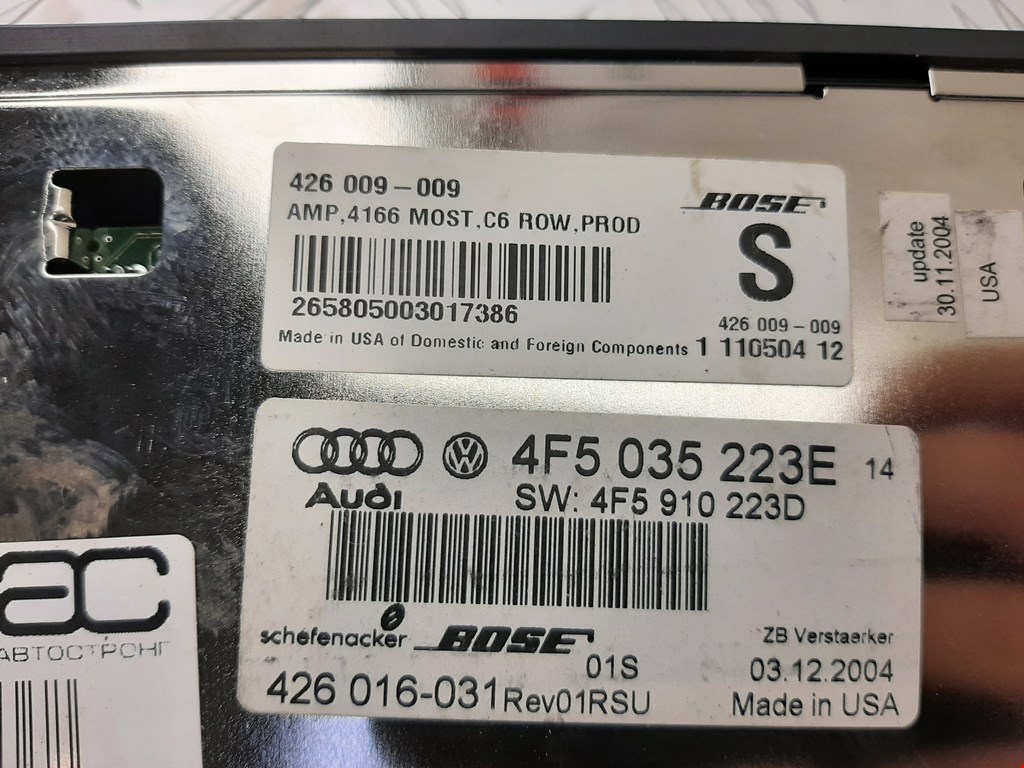 426 009-009
AMP,4166 MOST,C6 ROW,PROD
265805003017386
Made in USA of Domestic and Foreign Components
BOSE
S
426 009-009
1 110504 12
update
30.11.2004
USA
Audi
4F5 035 223E 14
SW: 4F5 910 223D
schefenacker BOSE
01S
426 016-031 Rev01RSU
ZB Verstaerker
03.12.2004
Made in USA
ac
АВТОСТРОНГ